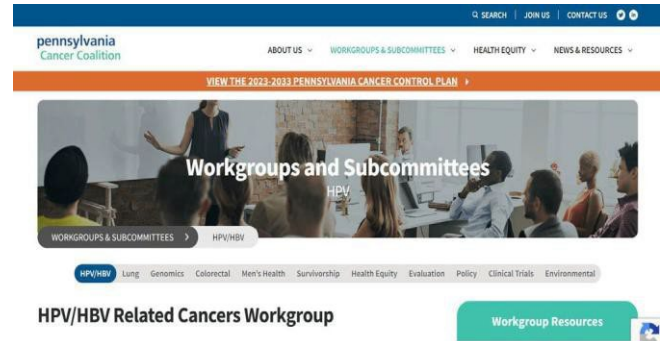 SEARCH | JOIN US | CONTACT US
pennsylvania
Cancer Coalition
ABOUT US WORKGROUPS & SUBCOMMITTEES HEALTH EQUITY NEWS & RESOURCES
VIEW THE 2023-2033 PENNSYLVANIA CANCER CONTROL PLAN
Workgroups and Subcommittees
HPV
WORKGROUPS & SUBCOMMITTEES HPV/HBV
HPV/HBV Lung Genomics Colorectal Men's Health Survivorship Health Equity Evaluation Policy Clinical Trials Environmental
HPV/HBV Related Cancers Workgroup
Workgroup Resources